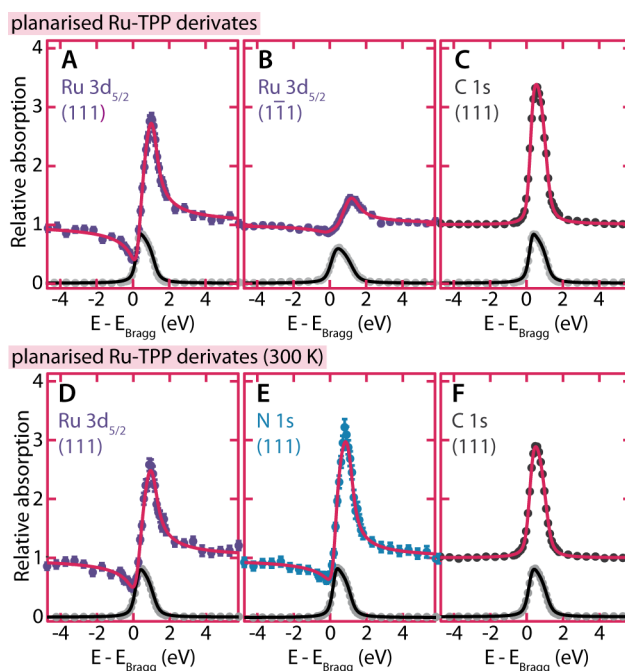 planarised Ru-TPP derivates
A
Ru 3d5/2
(111)
B
Ru 3d5/2
(11̄1)
C
C 1s
(111)
Relative absorption
4
3
2
1
0
-4 -2 0 2 4
-4 -2 0 2 4
-4 -2 0 2 4
E - EBragg (eV)
E - EBragg (eV)
E - EBragg (eV)
planarised Ru-TPP derivates (300 K)
D
Ru 3d5/2
(111)
E
N 1s
(111)
F
C 1s
(111)
Relative absorption
4
3
2
1
0
-4 -2 0 2 4
-4 -2 0 2 4
-4 -2 0 2 4
E - EBragg (eV)
E - EBragg (eV)
E - EBragg (eV)